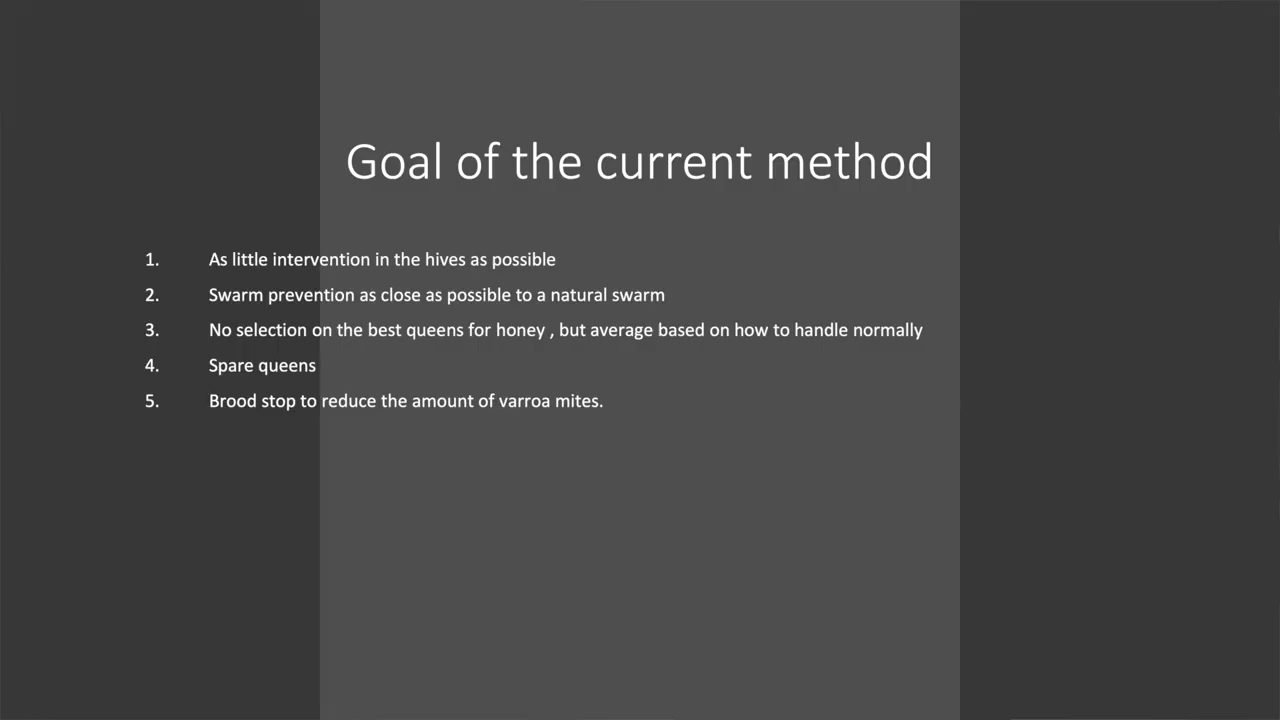 Goal of the current method
1. As little intervention in the hives as possible
2. Swarm prevention as close as possible to a natural swarm
3. No selection on the best queens for honey , but average based on how to handle normally
4. Spare queens
5. Brood stop to reduce the amount of varroa mites.